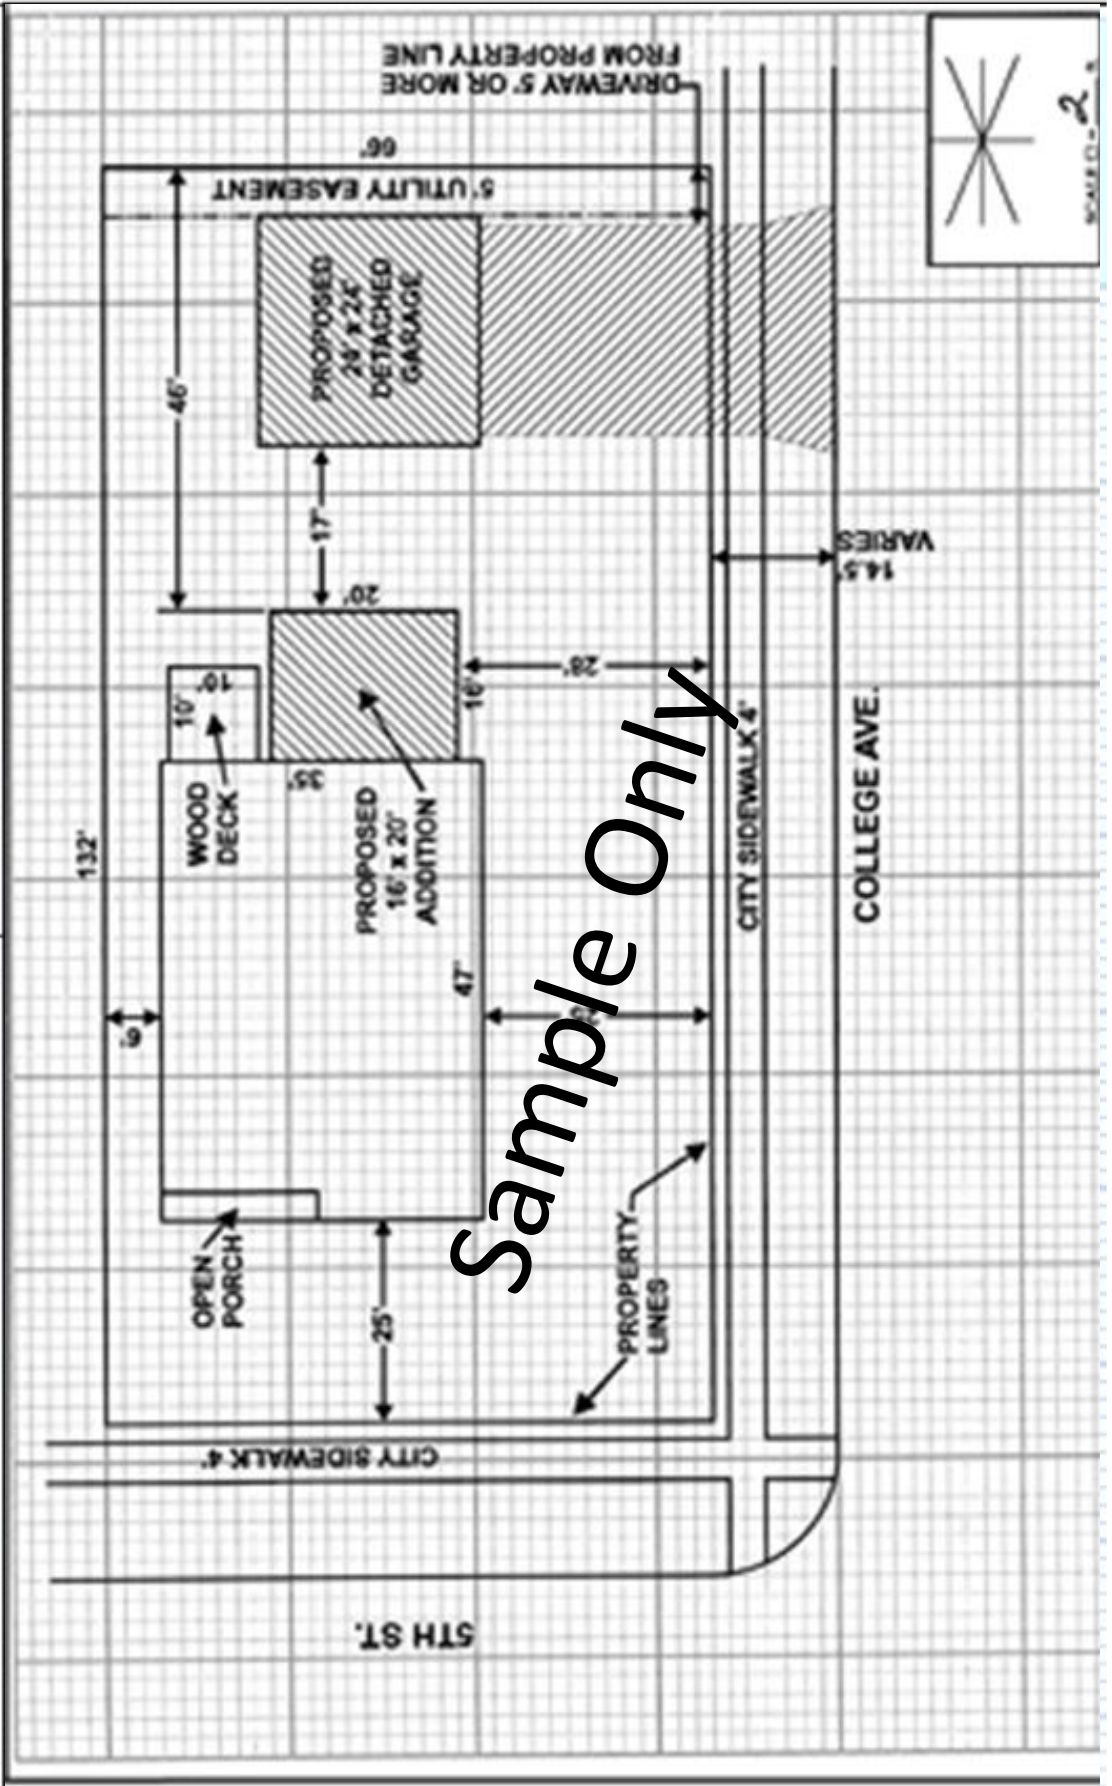 DRIVEWAY 5' OR MORE
FROM PROPERTY LINE
66'
5' UTILITY EASEMENT
PROPOSED
DETACHED
GARAGE
46'
17'
20'
10'
10'
16'
28'
35'
WOOD
DECK
PROPOSED
16' x 20'
ADDITION
132'
47'
6'
14.5'
VARIES
CITY SIDEWALK 4'
COLLEGE AVE.
Sample Only
OPEN
PORCH
25'
PROPERTY
LINES
CITY SIDEWALK 4'
5TH ST.
2